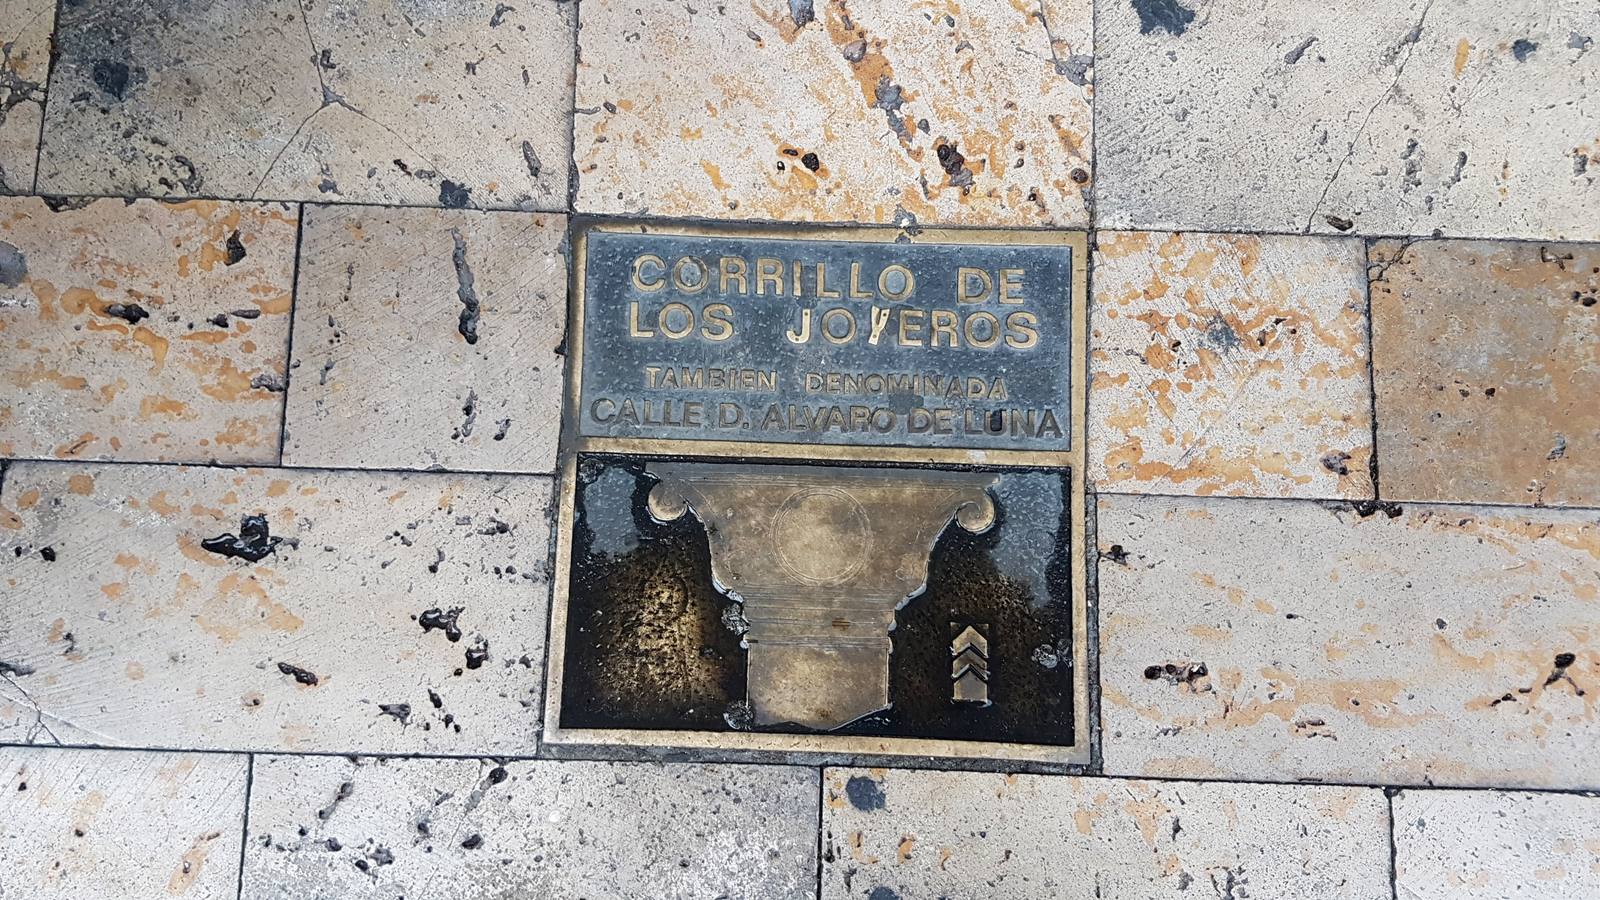 CORRILLO DE
LOS JOYEROS
TAMBIEN DENOMINADA
CALLE D. ALVARO DE LUNA